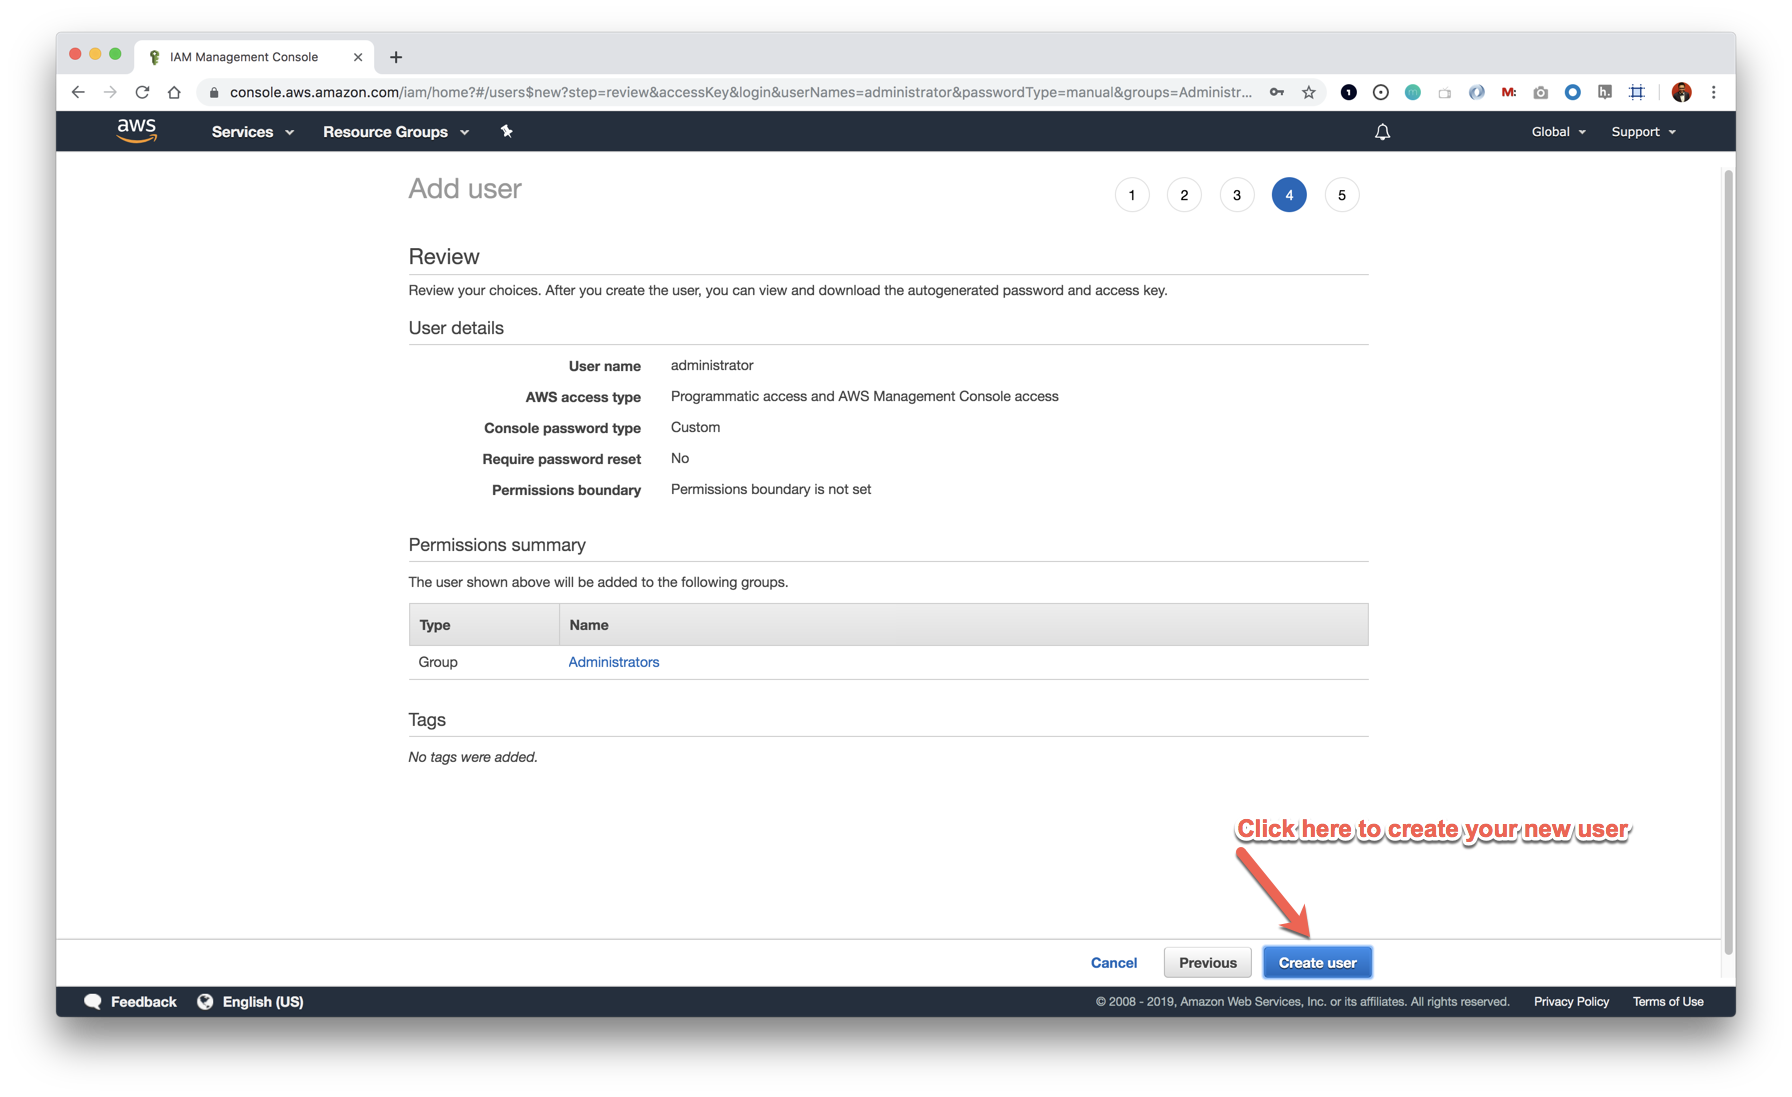 IAM Management Console
console.aws.amazon.com/iam/home?#/users$new?step=review&accessKey&login&userNames=administrator&passwordType=manual&groups=Administr...
aws Services Resource Groups Global Support
Add user
1 2 3 4 5
Review
Review your choices. After you create the user, you can view and download the autogenerated password and access key.
User details
User name administrator
AWS access type Programmatic access and AWS Management Console access
Console password type Custom
Require password reset No
Permissions boundary Permissions boundary is not set
Permissions summary
The user shown above will be added to the following groups.
Type Name
Group Administrators
Tags
No tags were added.
Click here to create your new user
Cancel Previous Create user
Feedback English (US) © 2008 - 2019, Amazon Web Services, Inc. or its affiliates. All rights reserved. Privacy Policy Terms of Use